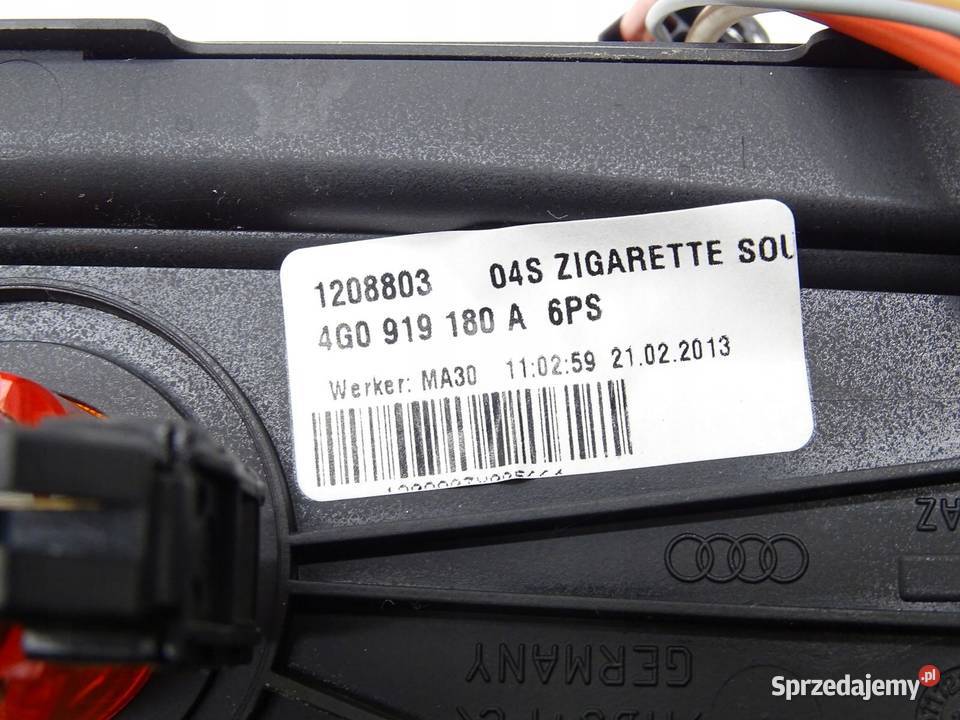 1208803 04S ZIGARETTE SOU
4G0 919 180 A 6PS
Werker: MA30 11:02:59 21.02.2013
GERMANY
Sprzedajemy.pl